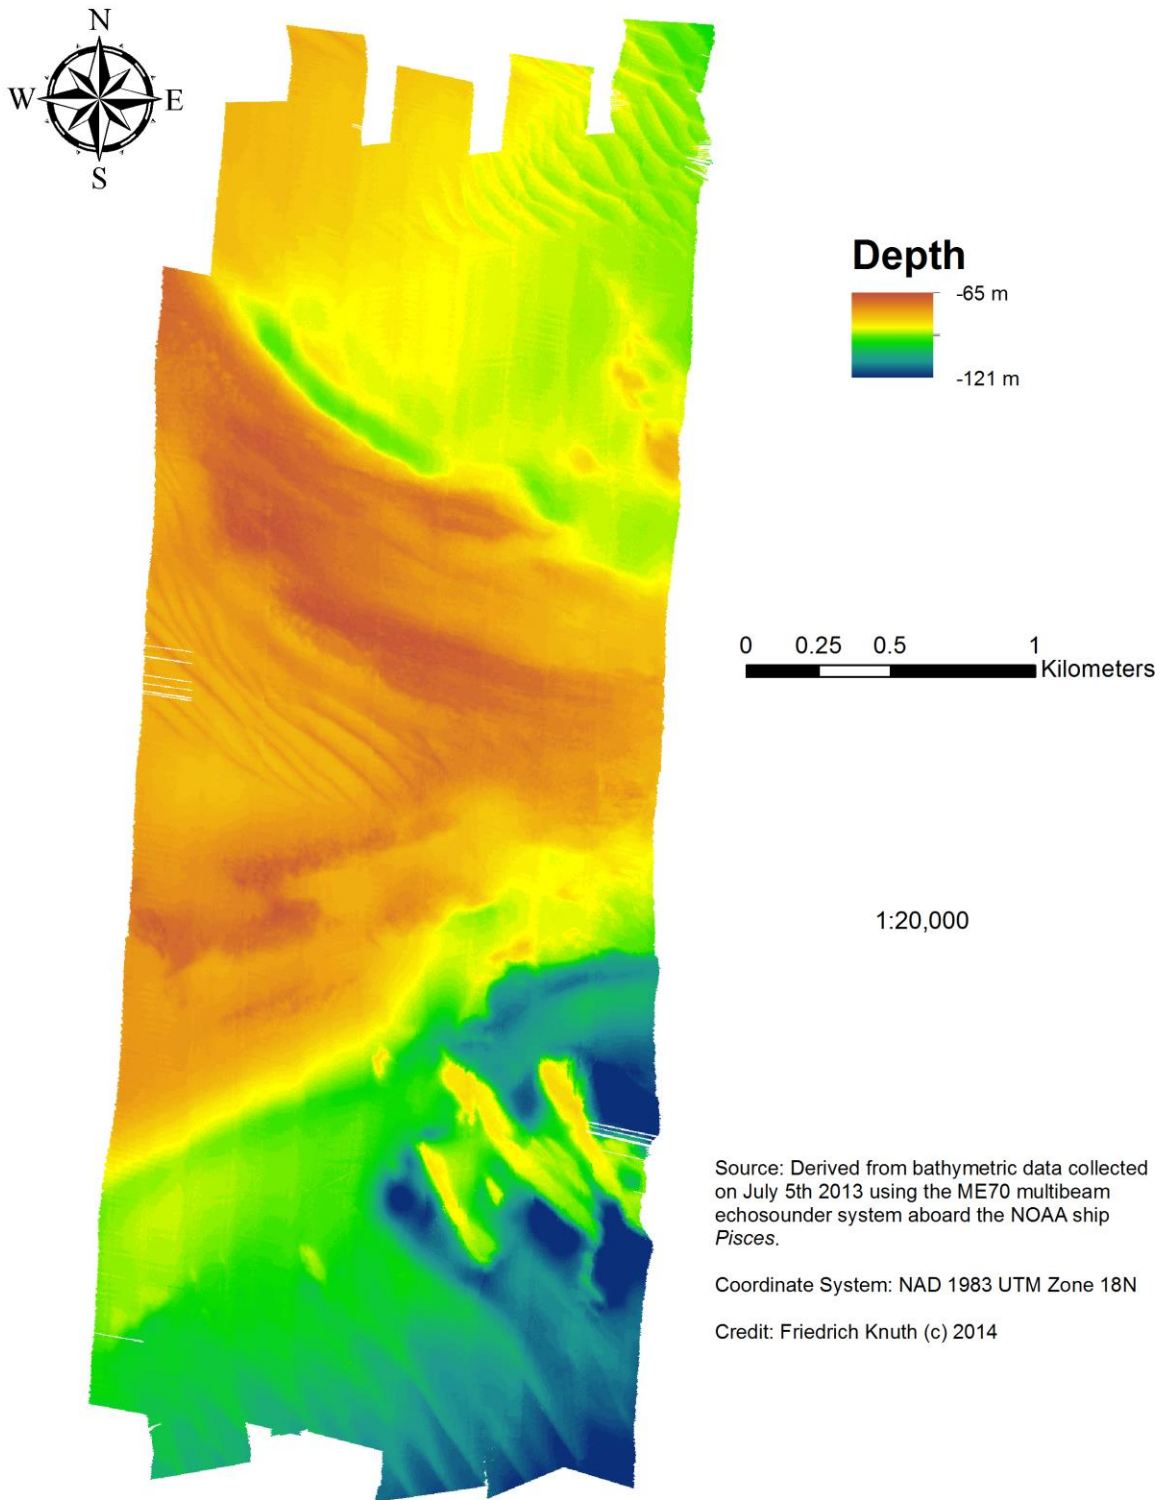 N
W E
S
Depth
-65 m
-121 m
0 0.25 0.5 1
Kilometers
1:20,000
Source: Derived from bathymetric data collected
on July 5th 2013 using the ME70 multibeam
echosounder system aboard the NOAA ship
Pisces.
Coordinate System: NAD 1983 UTM Zone 18N
Credit: Friedrich Knuth (c) 2014